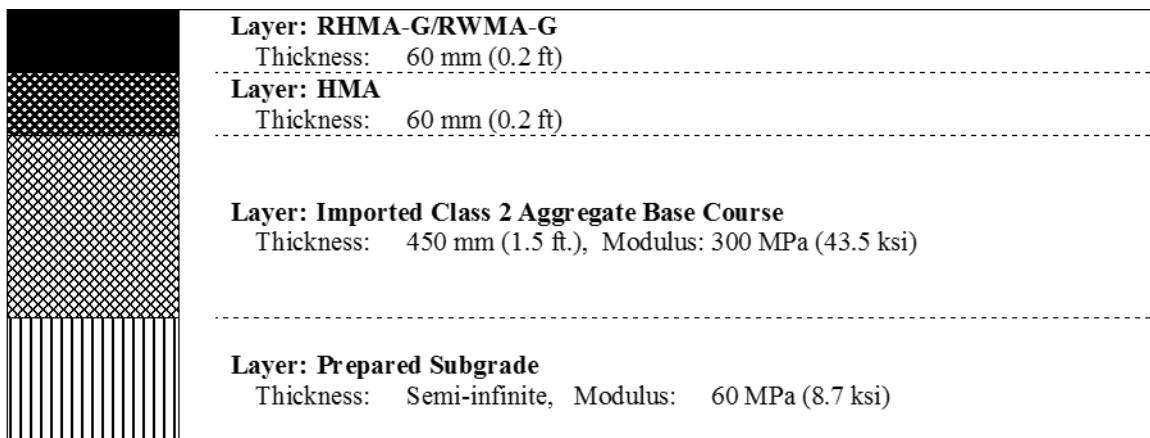 Layer: RHMA-G/RWMA-G
Thickness: 60 mm (0.2 ft)
Layer: HMA
Thickness: 60 mm (0.2 ft)
Layer: Imported Class 2 Aggregate Base Course
Thickness: 450 mm (1.5 ft.), Modulus: 300 MPa (43.5 ksi)
Layer: Prepared Subgrade
Thickness: Semi-infinite, Modulus: 60 MPa (8.7 ksi)